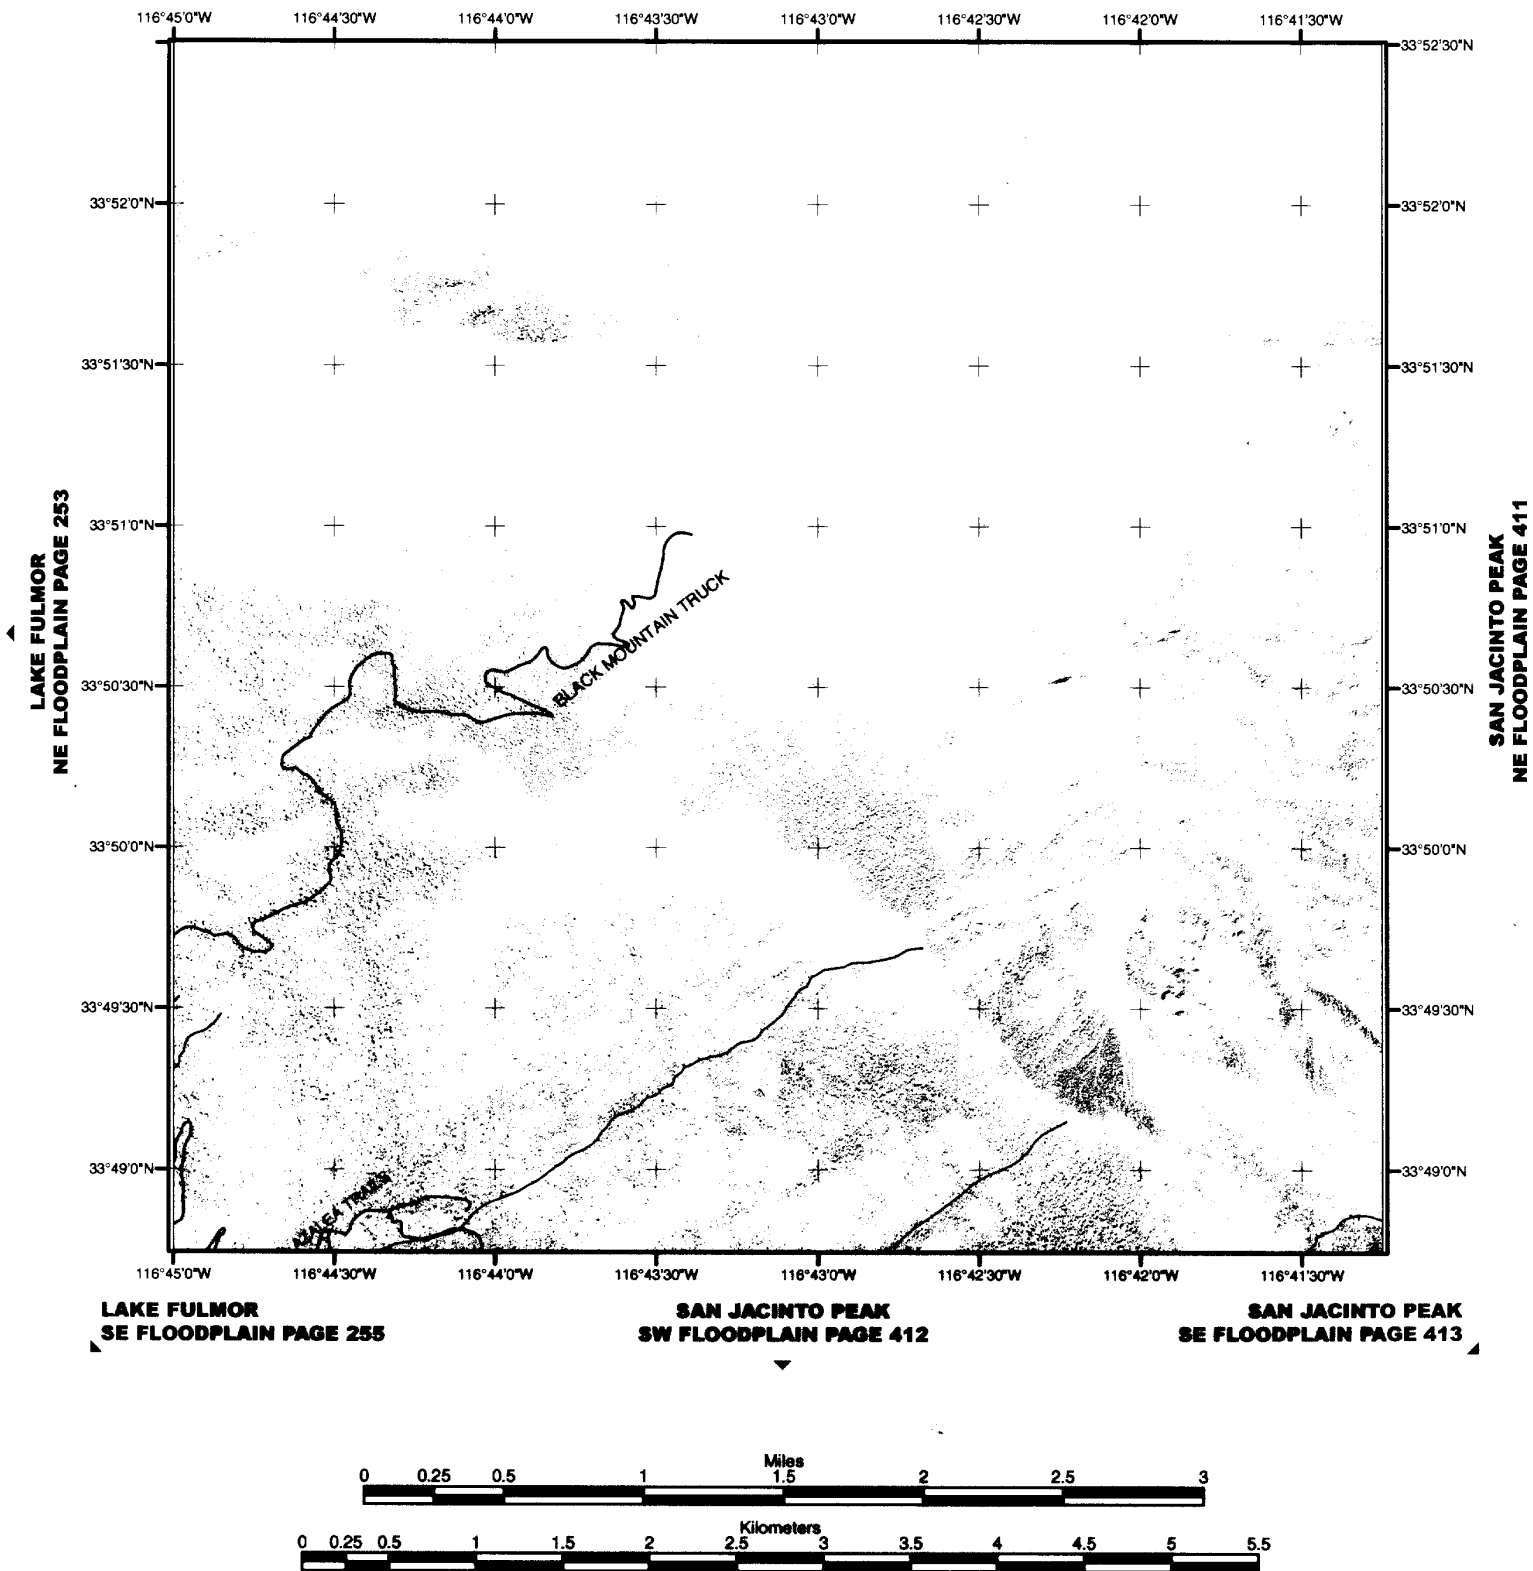 116°45'0"W 116°44'30"W 116°44'0"W 116°43'30"W 116°43'0"W 116°42'30"W 116°42'0"W 116°41'30"W
33°52'30"N
33°52'0"N 33°52'0"N
33°51'30"N 33°51'30"N
LAKE FULMOR
NE FLOODPLAIN PAGE 253
33°51'0"N 33°51'0"N
SAN JACINTO PEAK
NE FLOODPLAIN PAGE 411
BLACK MOUNTAIN TRUCK
33°50'30"N 33°50'30"N
33°50'0"N 33°50'0"N
33°49'30"N 33°49'30"N
33°49'0"N 33°49'0"N
AZALEA TRAILS
116°45'0"W 116°44'30"W 116°44'0"W 116°43'30"W 116°43'0"W 116°42'30"W 116°42'0"W 116°41'30"W
LAKE FULMOR
SE FLOODPLAIN PAGE 255
SAN JACINTO PEAK
SW FLOODPLAIN PAGE 412
SAN JACINTO PEAK
SE FLOODPLAIN PAGE 413
Miles
0 0.25 0.5 1 1.5 2 2.5 3
Kilometers
0 0.25 0.5 1 1.5 2 2.5 3 3.5 4 4.5 5 5.5